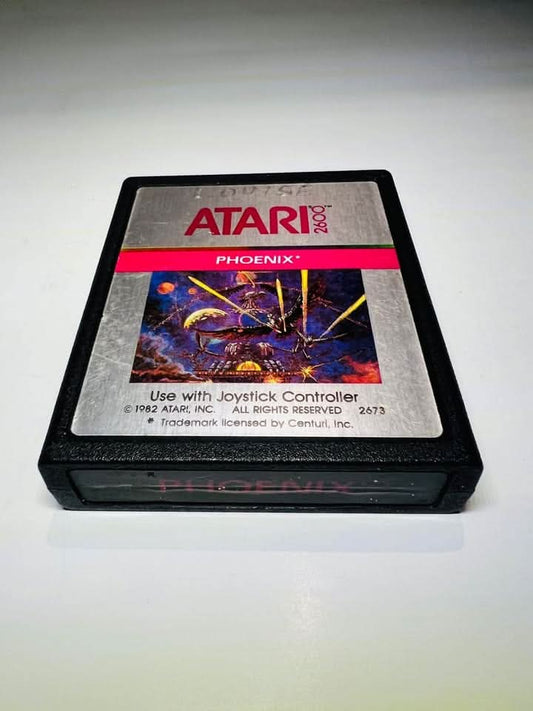 ATARI 2600™
PHOENIX*
Use with Joystick Controller
© 1982 ATARI, INC. ALL RIGHTS RESERVED 2673
* Trademark licensed by Centuri, Inc.
PHOENIX